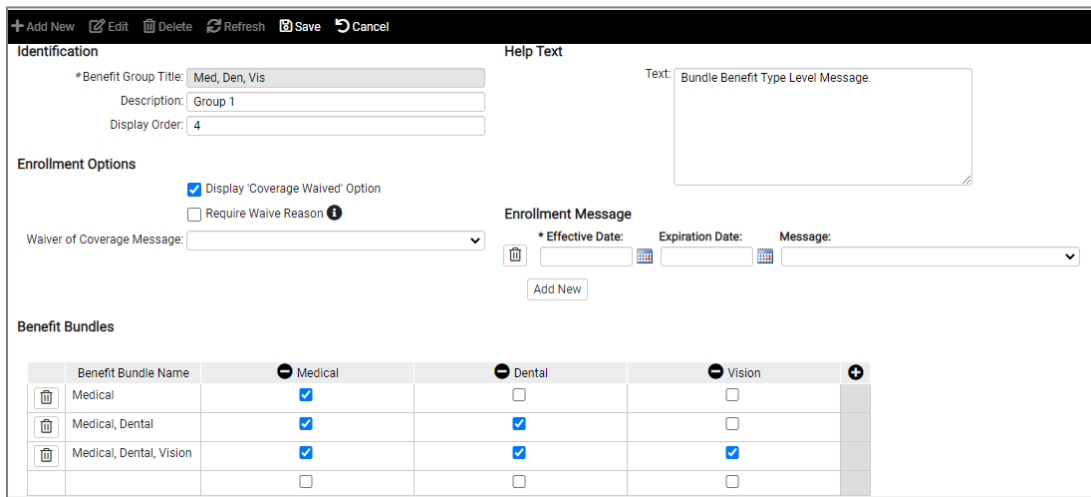 Add New Edit Delete Refresh Save Cancel
Identification
* Benefit Group Title: Med, Den, Vis
Description: Group 1
Display Order: 4
Help Text
Text: Bundle Benefit Type Level Message.
Enrollment Options
Display 'Coverage Waived' Option
Require Waive Reason
Waiver of Coverage Message:
Enrollment Message
* Effective Date: Expiration Date: Message:
Add New
Benefit Bundles
Benefit Bundle Name Medical Dental Vision
Medical
Medical, Dental
Medical, Dental, Vision